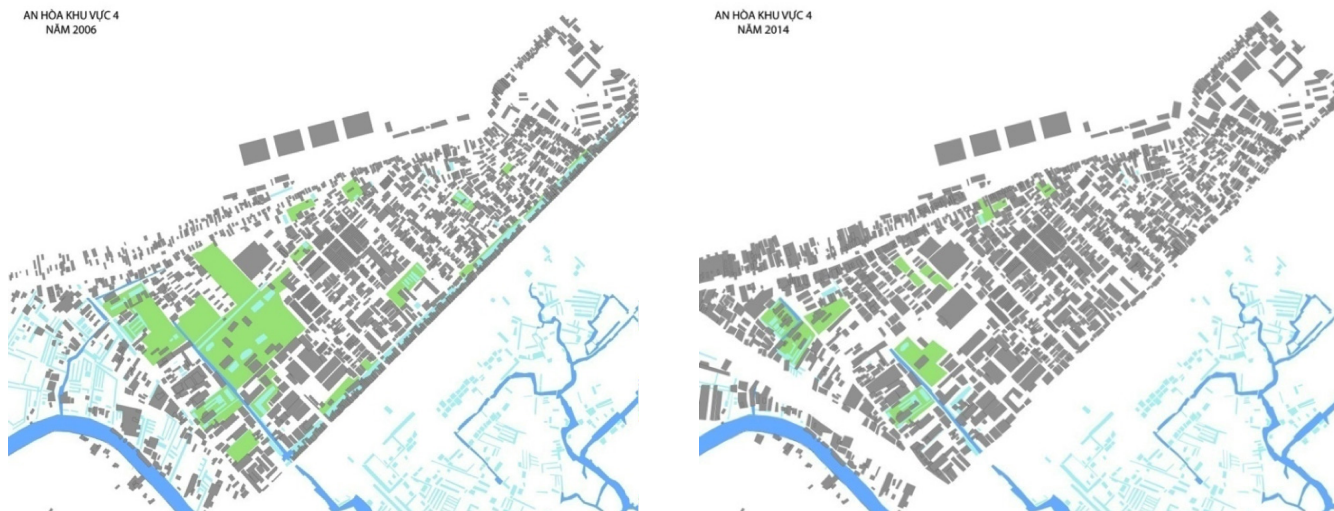 AN HÒA KHU VỰC 4
NĂM 2006
AN HÒA KHU VỰC 4
NĂM 2014